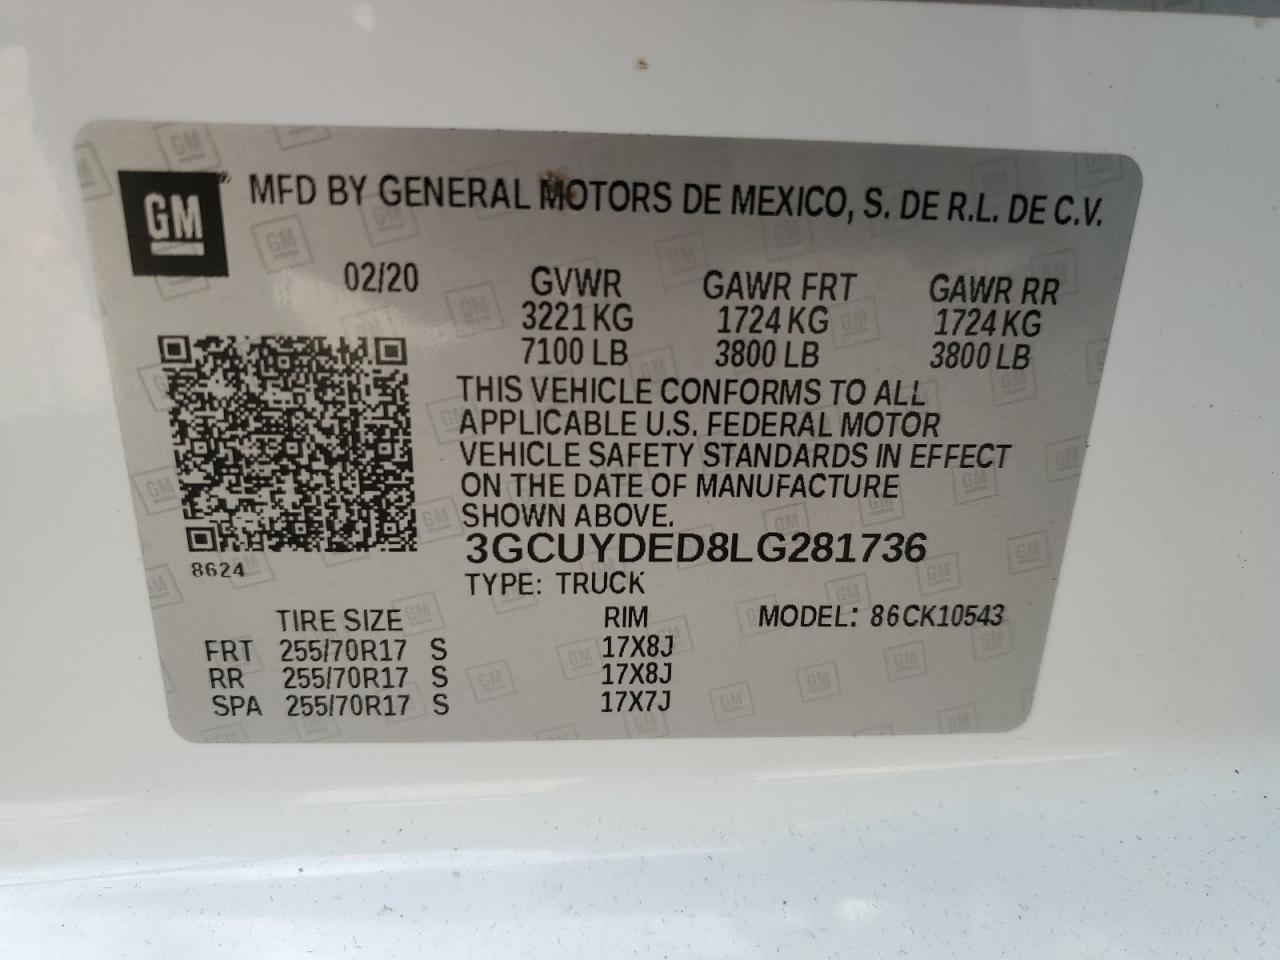 GM® MFD BY GENERAL MOTORS DE MEXICO, S. DE R.L. DE C.V.
02/20 GVWR GAWR FRT GAWR RR
3221 KG 1724 KG 1724 KG
7100 LB 3800 LB 3800 LB
THIS VEHICLE CONFORMS TO ALL
APPLICABLE U.S. FEDERAL MOTOR
VEHICLE SAFETY STANDARDS IN EFFECT
ON THE DATE OF MANUFACTURE
SHOWN ABOVE.
3GCUYDED8LG281736
8624
TYPE: TRUCK
TIRE SIZE RIM MODEL: 86CK10543
FRT 255/70R17 S 17X8J
RR 255/70R17 S 17X8J
SPA 255/70R17 S 17X7J